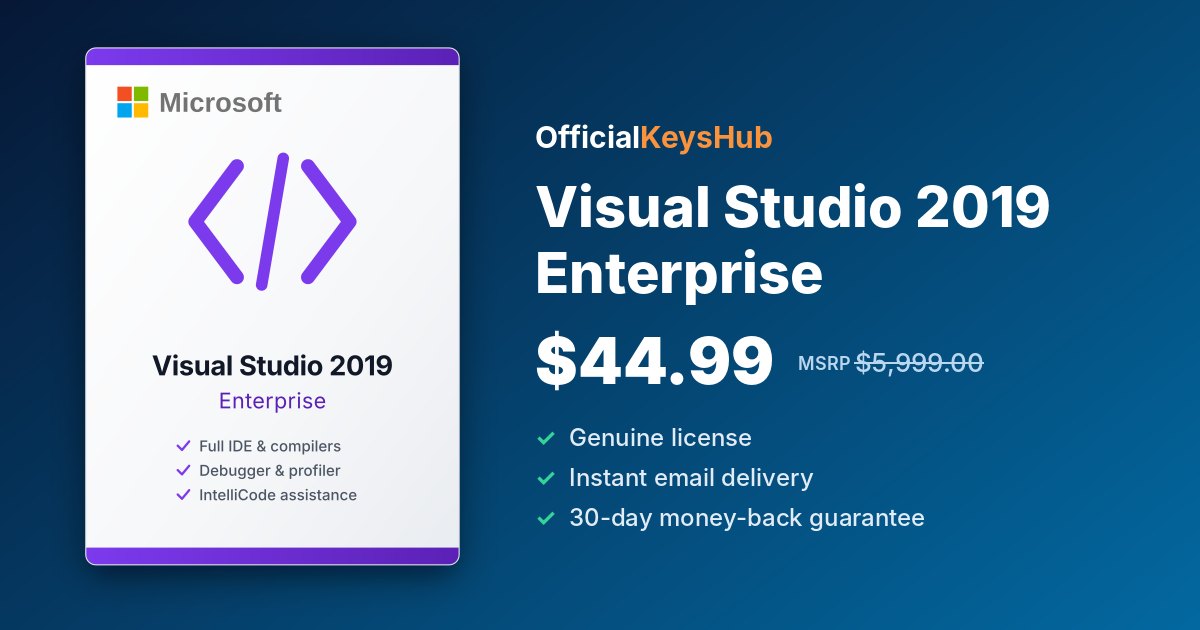 Microsoft
</>
Visual Studio 2019
Enterprise
Full IDE & compilers
Debugger & profiler
IntelliCode assistance
OfficialKeysHub
Visual Studio 2019
Enterprise
$44.99 MSRP $5,999.00
Genuine license
Instant email delivery
30-day money-back guarantee